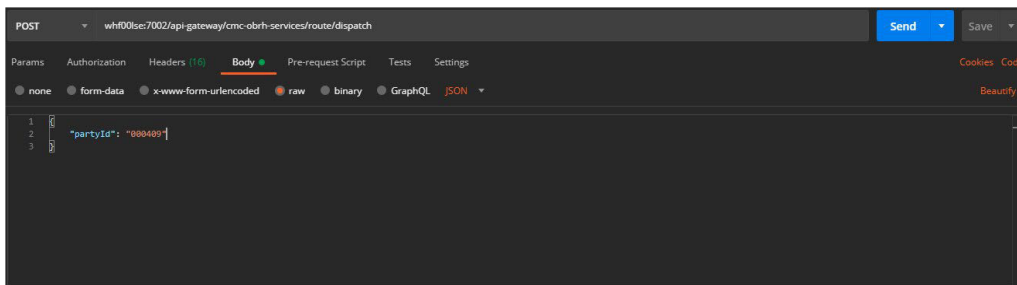 POST whf00lse:7002/api-gateway/cmc-obrh-services/route/dispatch Send Save
Params Authorization Headers (16) Body Pre-request Script Tests Settings Cookies
none form-data x-www-form-urlencoded raw binary GraphQL JSON Beautify
1 {
2 "partyId": "000409"
3 }